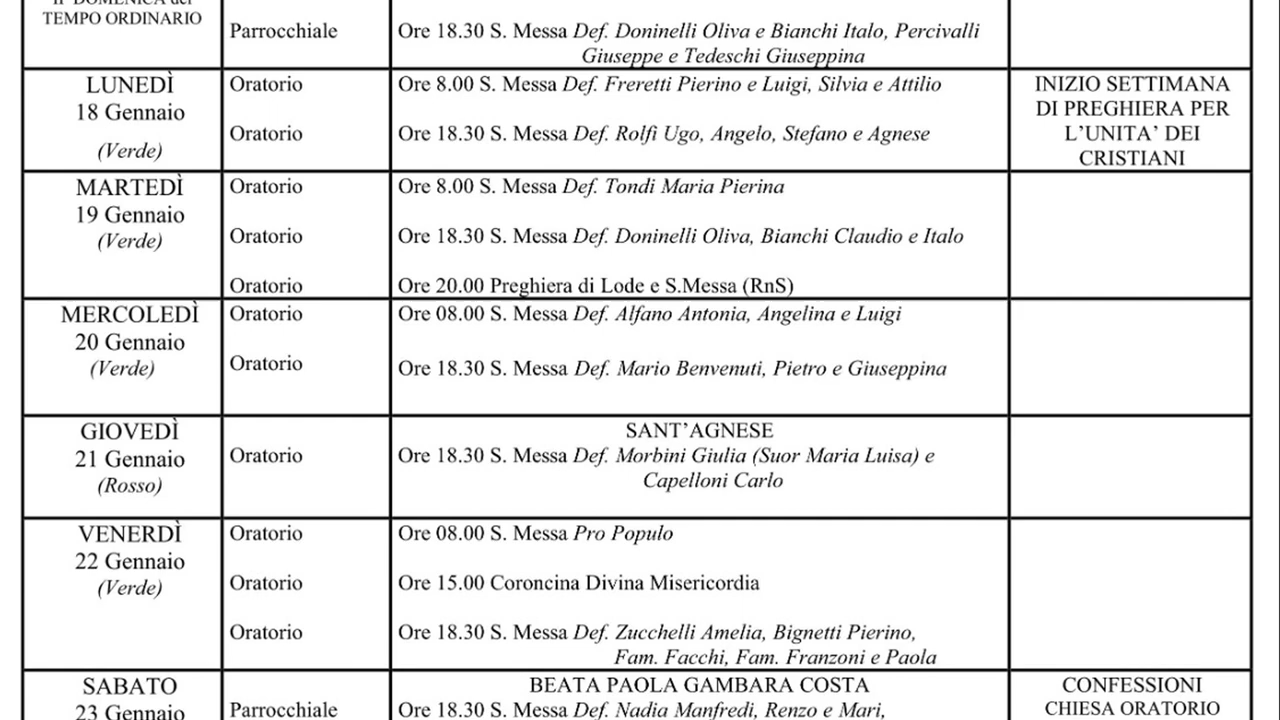 II^ DOMENICA del
TEMPO ORDINARIO
Parrocchiale
Ore 18.30 S. Messa Def. Doninelli Oliva e Bianchi Italo, Percivalli
Giuseppe e Tedeschi Giuseppina
LUNEDÌ
18 Gennaio
(Verde)
Oratorio
Ore 8.00 S. Messa Def. Freretti Pierino e Luigi, Silvia e Attilio
Oratorio
Ore 18.30 S. Messa Def. Rolfi Ugo, Angelo, Stefano e Agnese
INIZIO SETTIMANA
DI PREGHIERA PER
L'UNITA' DEI
CRISTIANI
MARTEDÌ
19 Gennaio
(Verde)
Oratorio
Ore 8.00 S. Messa Def. Tondi Maria Pierina
Oratorio
Ore 18.30 S. Messa Def. Doninelli Oliva, Bianchi Claudio e Italo
Oratorio
Ore 20.00 Preghiera di Lode e S.Messa (RnS)
MERCOLEDÌ
20 Gennaio
(Verde)
Oratorio
Ore 08.00 S. Messa Def. Alfano Antonia, Angelina e Luigi
Oratorio
Ore 18.30 S. Messa Def. Mario Benvenuti, Pietro e Giuseppina
GIOVEDÌ
21 Gennaio
(Rosso)
Oratorio
SANT'AGNESE
Ore 18.30 S. Messa Def. Morbini Giulia (Suor Maria Luisa) e
Capelloni Carlo
VENERDÌ
22 Gennaio
(Verde)
Oratorio
Ore 08.00 S. Messa Pro Populo
Oratorio
Ore 15.00 Coroncina Divina Misericordia
Oratorio
Ore 18.30 S. Messa Def. Zucchelli Amelia, Bignetti Pierino,
Fam. Facchi, Fam. Franzoni e Paola
SABATO
23 Gennaio
Parrocchiale
BEATA PAOLA GAMBARA COSTA
Ore 18.30 S. Messa Def. Nadia Manfredi, Renzo e Mari,
CONFESSIONI
CHIESA ORATORIO